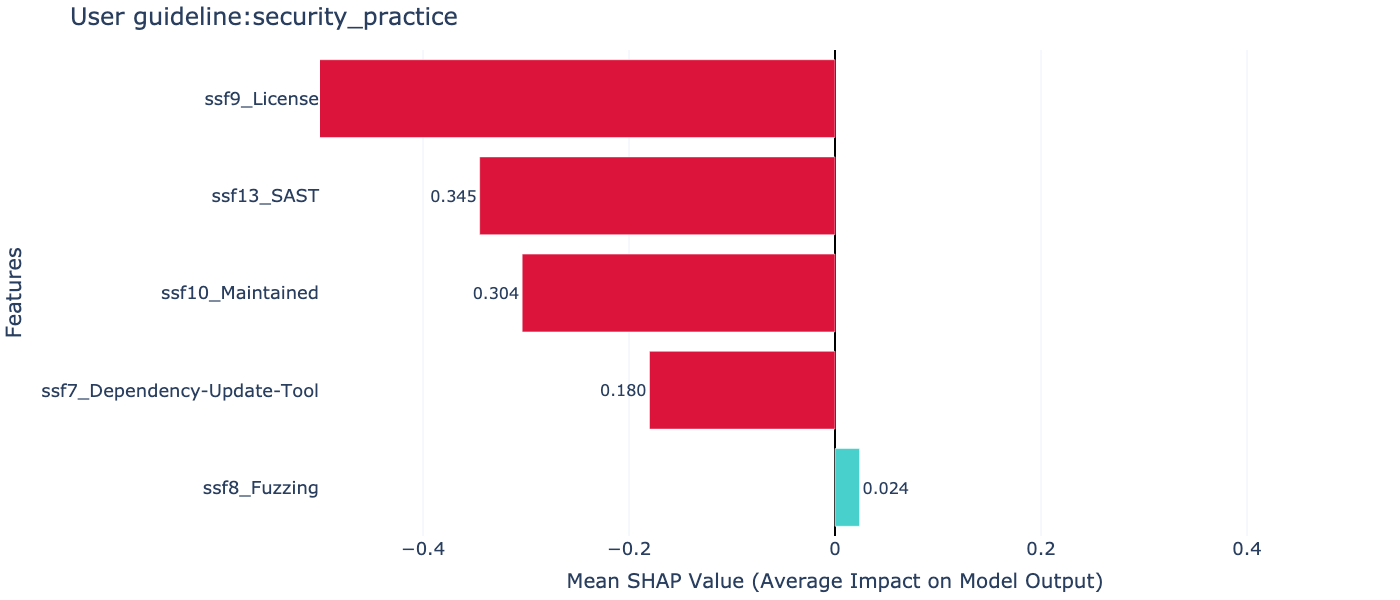 User guideline:security_practice
Features
ssf9_License
ssf13_SAST
0.345
ssf10_Maintained
0.304
ssf7_Dependency-Update-Tool
0.180
ssf8_Fuzzing
0.024
−0.4
−0.2
0
0.2
0.4
Mean SHAP Value (Average Impact on Model Output)